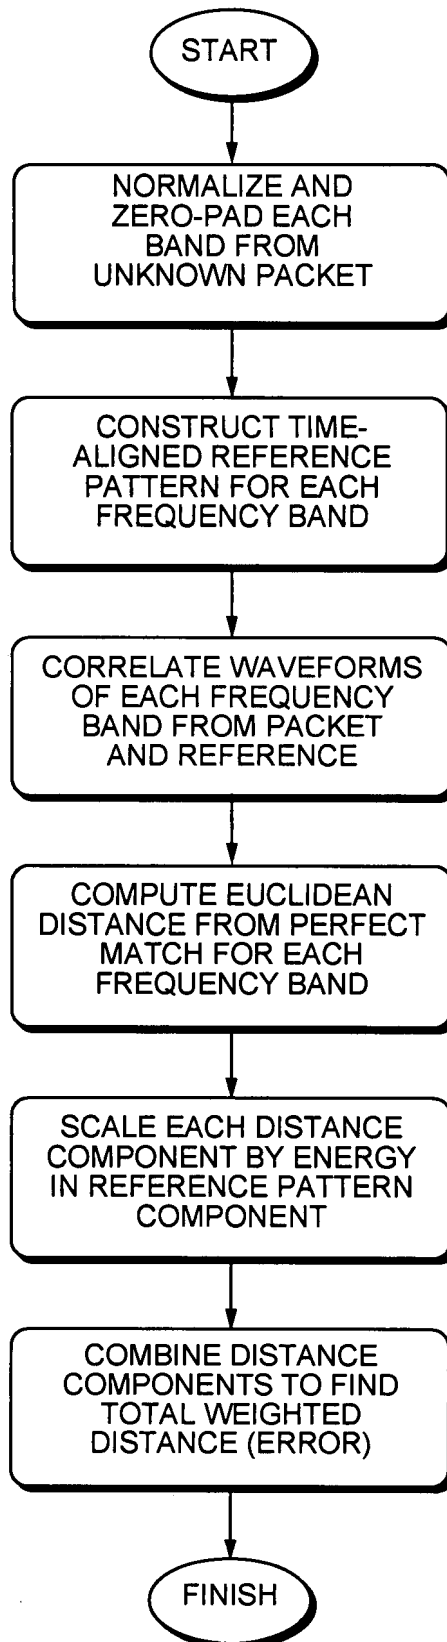 START
NORMALIZE AND
ZERO-PAD EACH
BAND FROM
UNKNOWN PACKET
CONSTRUCT TIME-
ALIGNED REFERENCE
PATTERN FOR EACH
FREQUENCY BAND
CORRELATE WAVEFORMS
OF EACH FREQUENCY
BAND FROM PACKET
AND REFERENCE
COMPUTE EUCLIDEAN
DISTANCE FROM PERFECT
MATCH FOR EACH
FREQUENCY BAND
SCALE EACH DISTANCE
COMPONENT BY ENERGY
IN REFERENCE PATTERN
COMPONENT
COMBINE DISTANCE
COMPONENTS TO FIND
TOTAL WEIGHTED
DISTANCE (ERROR)
FINISH